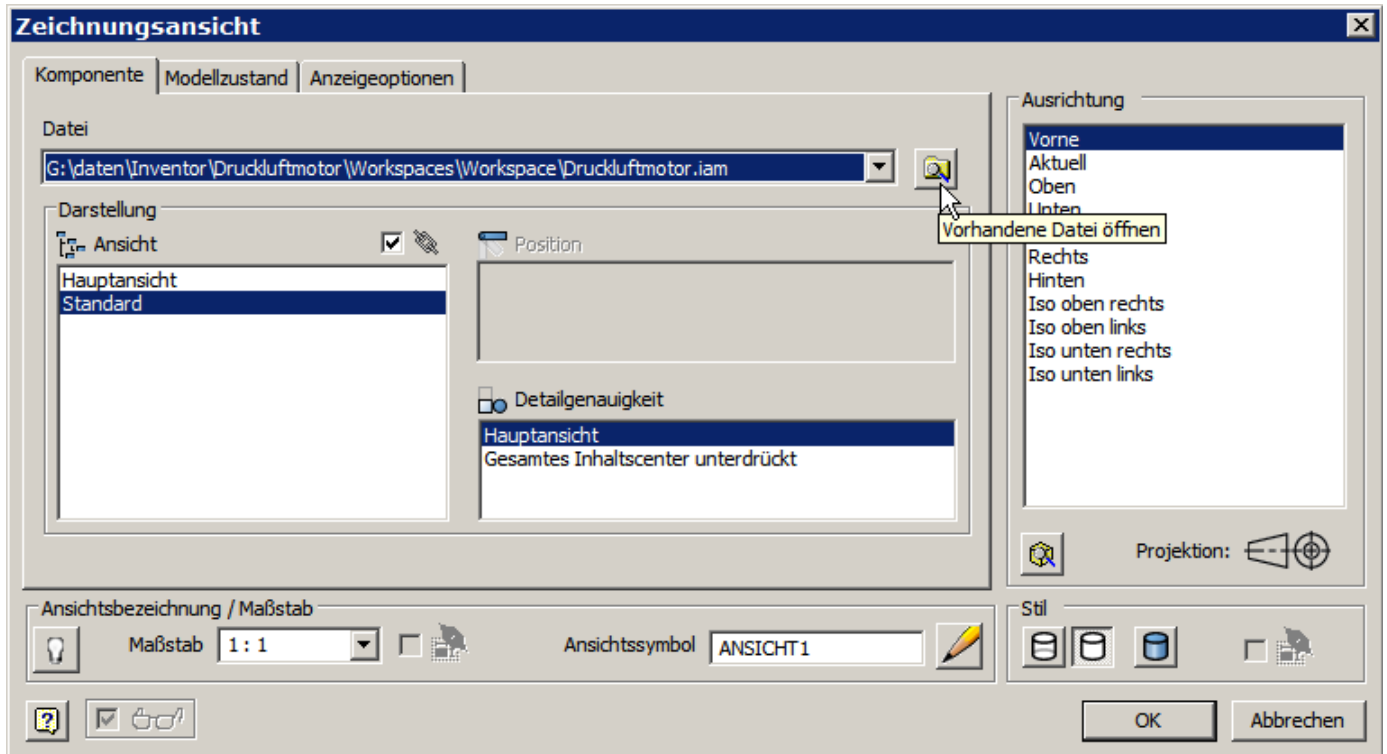 Zeichnungsansicht
Komponente
Modellzustand
Anzeigeoptionen
Datei
G:\daten\Inventor\Druckluftmotor\Workspaces\Workspace\Druckluftmotor.iam
Darstellung
Ansicht
Hauptansicht
Standard
Position
Detailgenauigkeit
Hauptansicht
Gesamtes Inhaltscenter unterdrückt
Ausrichtung
Vorne
Aktuell
Oben
Unten
Vorhandene Datei öffnen
Rechts
Hinten
Iso oben rechts
Iso oben links
Iso unten rechts
Iso unten links
Projektion:
Ansichtsbezeichnung / Maßstab
Maßstab
1 : 1
Ansichtssymbol
ANSICHT1
Stil
OK
Abbrechen